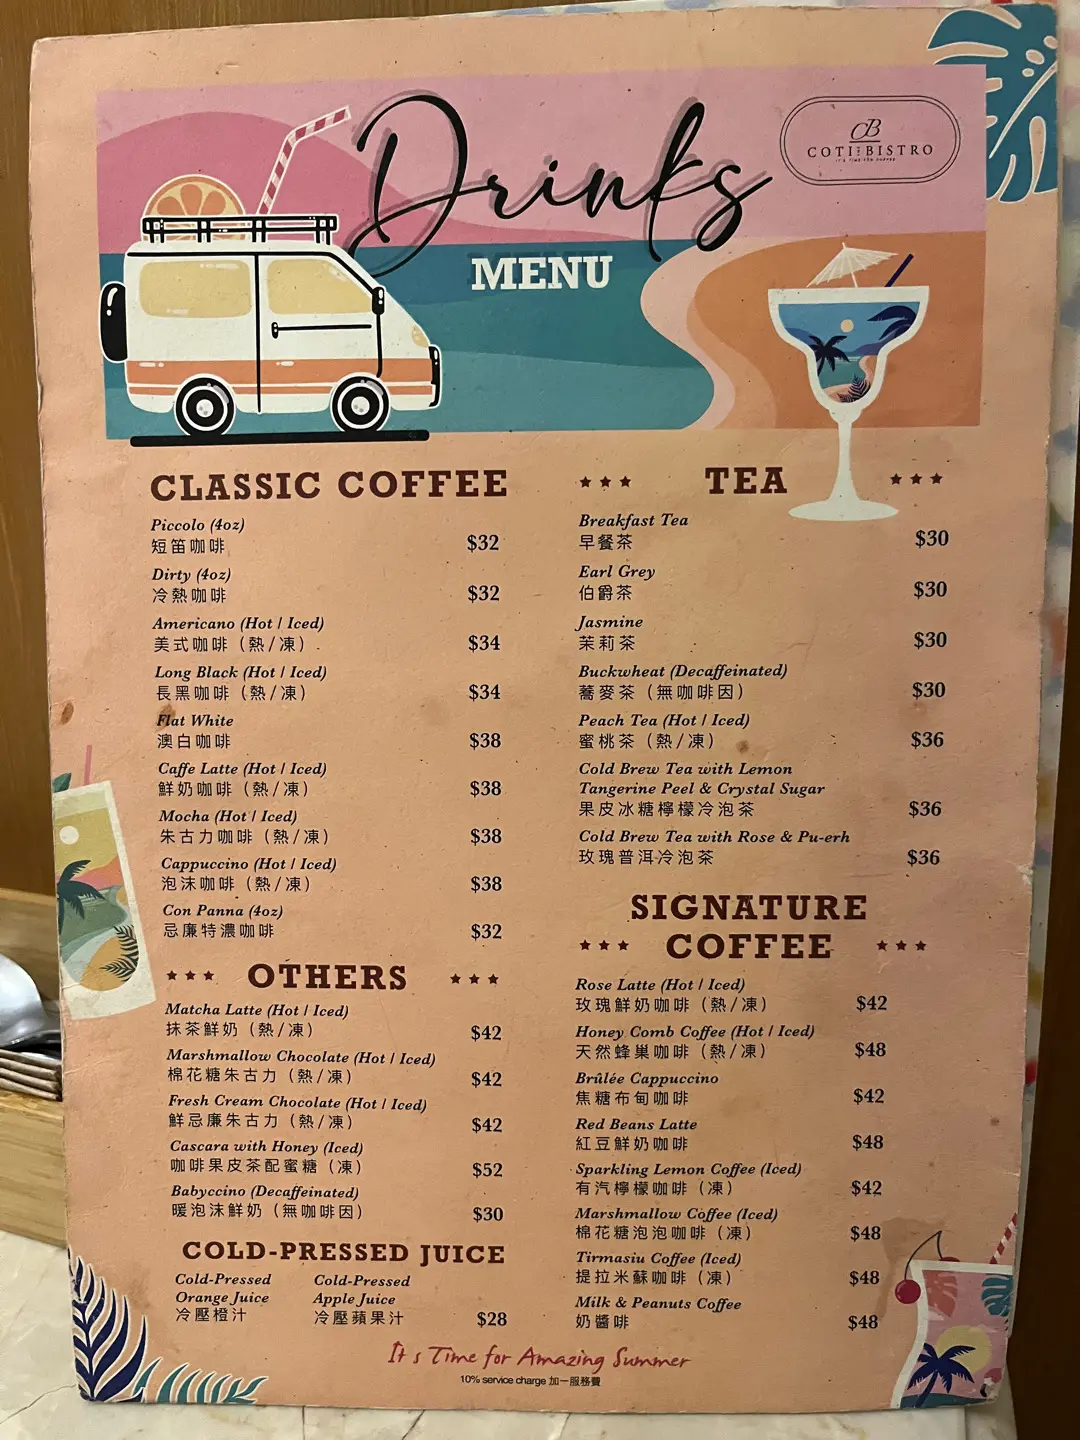 Drinks
MENU
CB
COTI BISTRO
CLASSIC COFFEE
Piccolo (4oz)
短笛咖啡 $32
Dirty (4oz)
冷熱咖啡 $32
Americano (Hot / Iced)
美式咖啡（熱/凍） $34
Long Black (Hot / Iced)
長黑咖啡（熱/凍） $34
Flat White
澳白咖啡 $38
Caffe Latte (Hot / Iced)
鮮奶咖啡（熱/凍） $38
Mocha (Hot / Iced)
朱古力咖啡（熱/凍） $38
Cappuccino (Hot / Iced)
泡沫咖啡（熱/凍） $38
Con Panna (4oz)
忌廉特濃咖啡 $32
OTHERS
Matcha Latte (Hot / Iced)
抹茶鮮奶（熱/凍） $42
Marshmallow Chocolate (Hot / Iced)
棉花糖朱古力（熱/凍） $42
Fresh Cream Chocolate (Hot / Iced)
鮮忌廉朱古力（熱/凍） $42
Cascara with Honey (Iced)
咖啡果皮茶配蜜糖（凍） $52
Babyccino (Decaffeinated)
暖泡沫鮮奶（無咖啡因） $30
COLD-PRESSED JUICE
Cold-Pressed
Orange Juice
冷壓橙汁
Cold-Pressed
Apple Juice
冷壓蘋果汁 $28
TEA
Breakfast Tea
早餐茶 $30
Earl Grey
伯爵茶 $30
Jasmine
茉莉茶 $30
Buckwheat (Decaffeinated)
蕎麥茶（無咖啡因） $30
Peach Tea (Hot / Iced)
蜜桃茶（熱/凍） $36
Cold Brew Tea with Lemon
Tangerine Peel & Crystal Sugar
果皮冰糖檸檬冷泡茶 $36
Cold Brew Tea with Rose & Pu-erh
玫瑰普洱冷泡茶 $36
SIGNATURE
COFFEE
Rose Latte (Hot / Iced)
玫瑰鮮奶咖啡（熱/凍） $42
Honey Comb Coffee (Hot / Iced)
天然蜂巢咖啡（熱/凍） $48
Brûlée Cappuccino
焦糖布甸咖啡 $42
Red Beans Latte
紅豆鮮奶咖啡 $48
Sparkling Lemon Coffee (Iced)
有汽檸檬咖啡（凍） $42
Marshmallow Coffee (Iced)
棉花糖泡泡咖啡（凍） $48
Tirmasiu Coffee (Iced)
提拉米蘇咖啡（凍） $48
Milk & Peanuts Coffee
奶醬啡 $48
It s Time for Amazing Summer
10% service charge 加一服務費